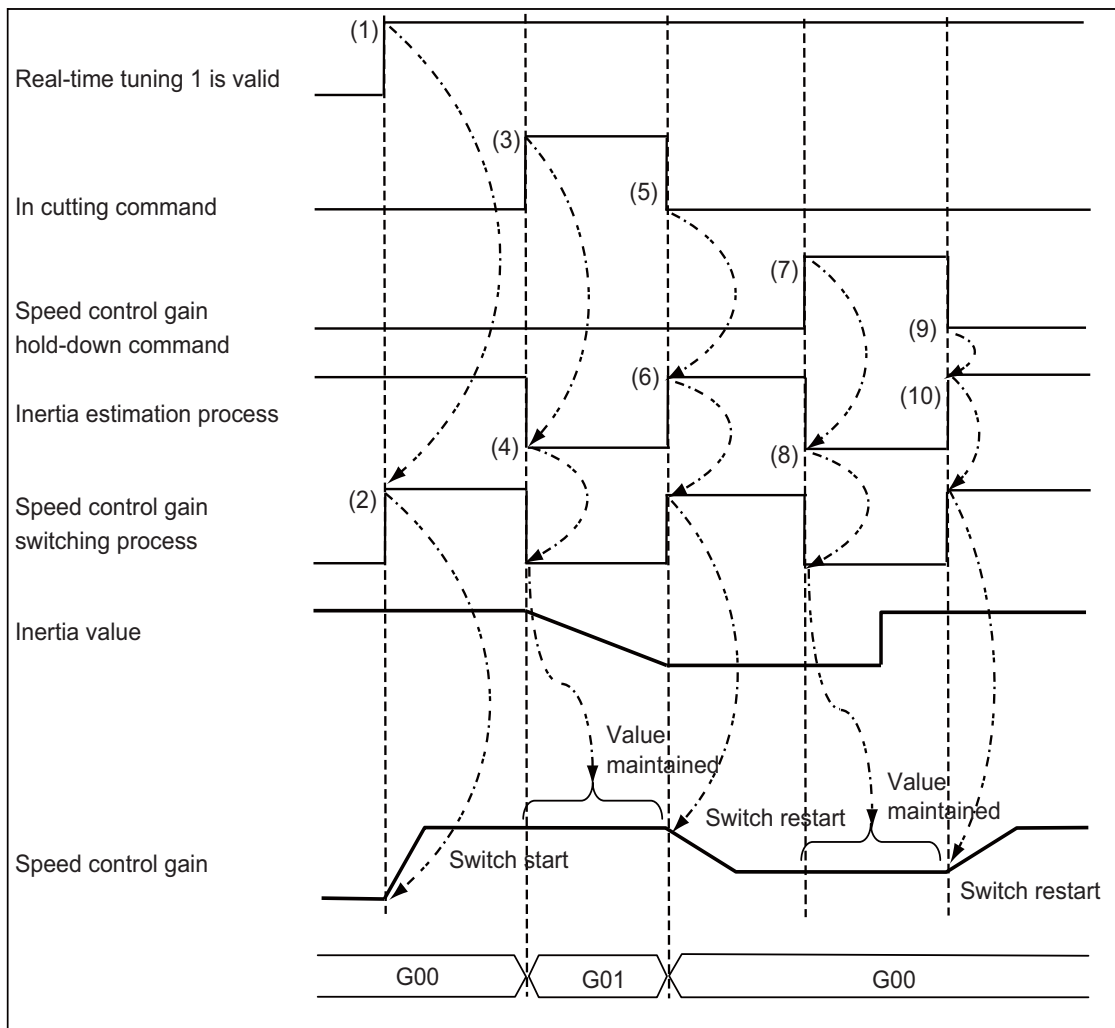 (1)
Real-time tuning 1 is valid
(3)
In cutting command
(5)
(7)
Speed control gain
hold-down command
(9)
Inertia estimation process
(6)
(10)
(4)
(8)
Speed control gain
switching process
(2)
Inertia value
Value
maintained
Value
maintained
Switch restart
Speed control gain
Switch start
Switch restart
G00
G01
G00